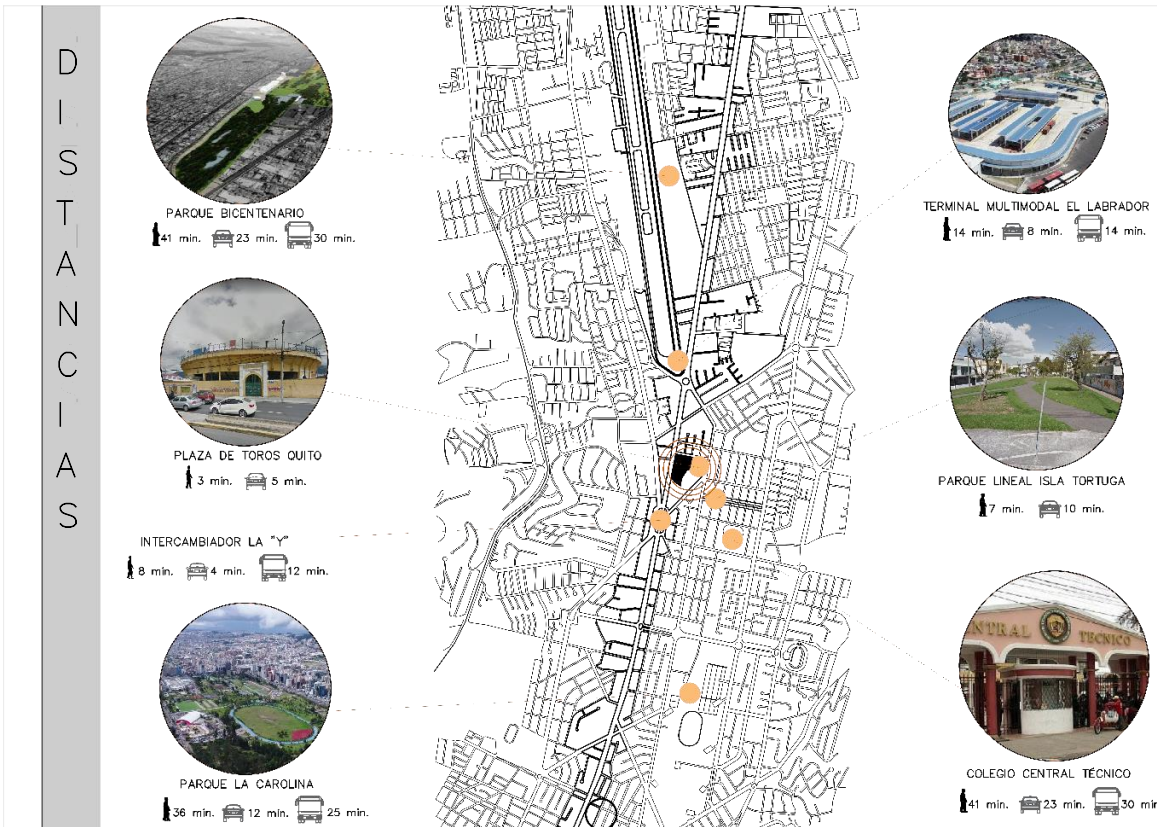 DISTANCIAS
PARQUE BICENTENARIO
41 min. 23 min. 30 min.
PLAZA DE TOROS QUITO
3 min. 5 min.
INTERCAMBIADOR LA "Y"
8 min. 4 min. 12 min.
PARQUE LA CAROLINA
36 min. 12 min. 25 min.
TERMINAL MULTIMODAL EL LABRADOR
14 min. 8 min. 14 min.
PARQUE LINEAL ISLA TORTUGA
7 min. 10 min.
NTRAL TECNICO
COLEGIO CENTRAL TÉCNICO
41 min. 23 min. 30 mir